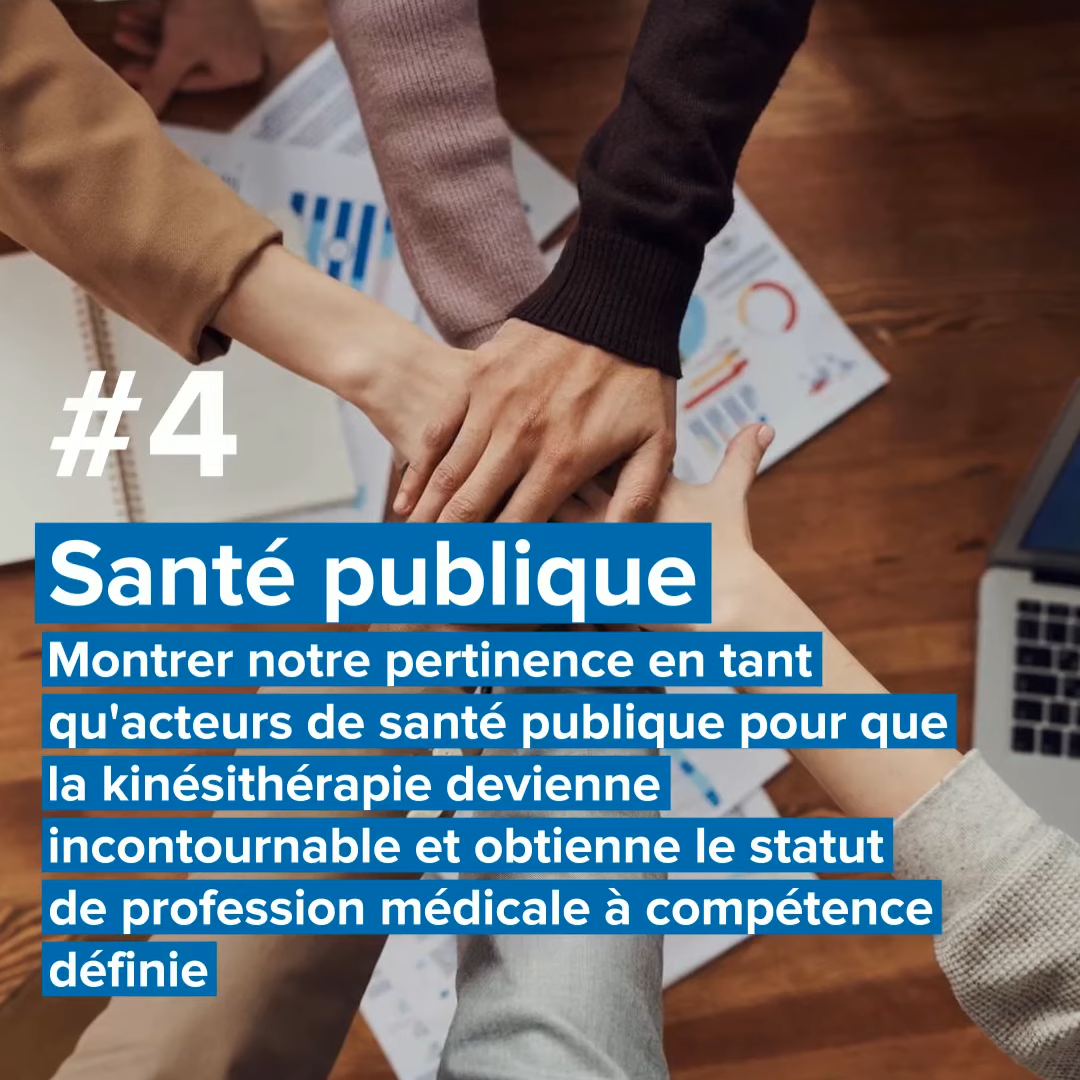 #4
Santé publique
Montrer notre pertinence en tant
qu'acteurs de santé publique pour que
la kinésithérapie devienne
incontournable et obtienne le statut
de profession médicale à compétence
définie